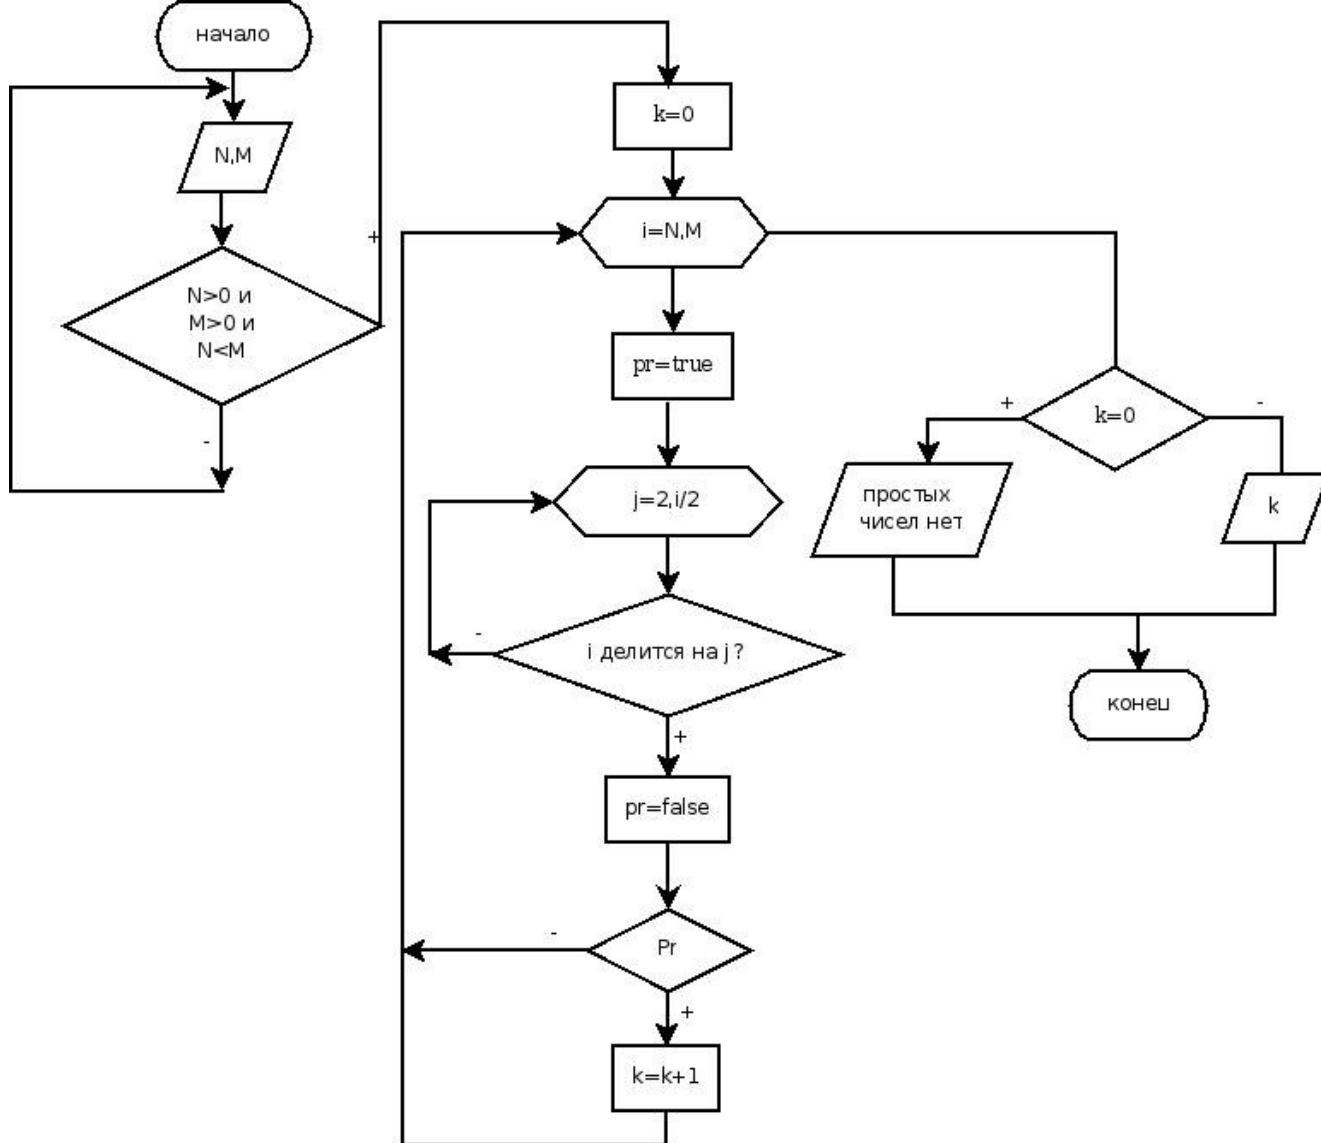 начало
N,M
N>0 и
M>0 и
N<M
+
-
k=0
i=N,M
pr=true
j=2,i/2
i делится на j?
-
+
pr=false
Pr
-
+
k=k+1
k=0
+
-
простых
чисел нет
k
конец